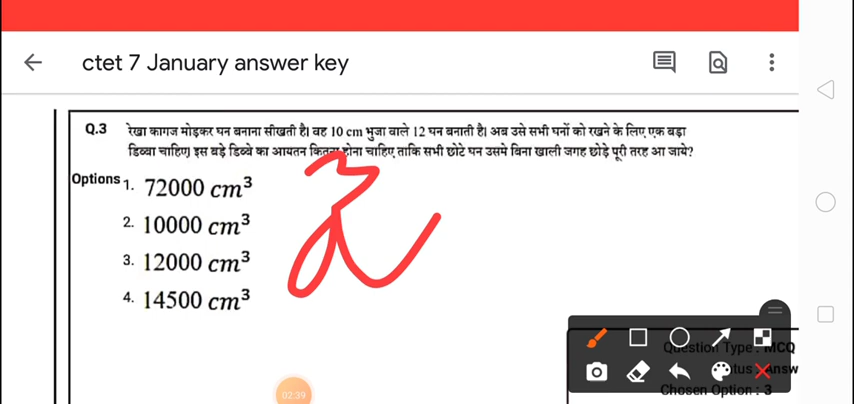 ctet 7 January answer key
Q.3 रेखा कागज मोड़कर घन बनाना सीखती है। वह 10 cm भुजा वाले 12 घन बनाती है। अब उसे सभी घनों को रखने के लिए एक बड़ा
डिब्बा चाहिए। इस बड़े डिब्बे का आयतन कितना होना चाहिए ताकि सभी छोटे घन उसमे बिना खाली जगह छोड़े पूरी तरह आ जाये?
Options 1. 72000 cm³
2. 10000 cm³
3. 12000 cm³
4. 14500 cm³
Question Type : MCQ
Chosen Option : 3
02:39